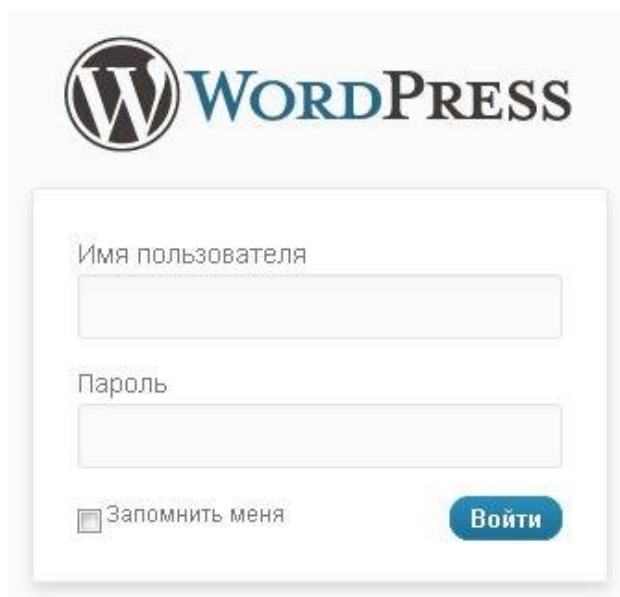 WORDPRESS
Имя пользователя
Пароль
Запомнить меня
Войти